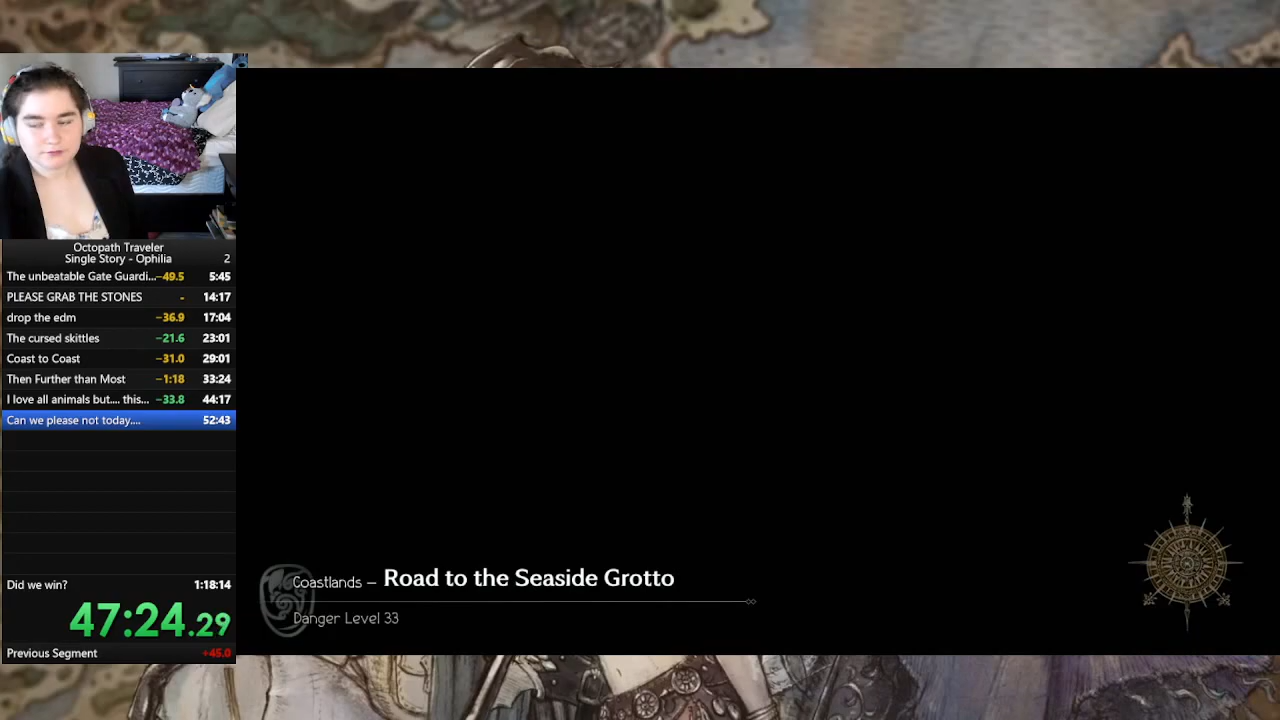 Octopath Traveler
Single Story - Ophilia 2
The unbeatable Gate Guardi... -49.5 5:45
PLEASE GRAB THE STONES - 14:17
drop the edm -36.9 17:04
The cursed skittles -21.6 23:01
Coast to Coast -31.0 29:01
Then Further than Most -1:18 33:24
I love all animals but.... this... -33.8 44:17
Can we please not today.... 52:43
Did we win? 1:18:14
47:24.29
Previous Segment +45.0
Coastlands – Road to the Seaside Grotto
Danger Level 33